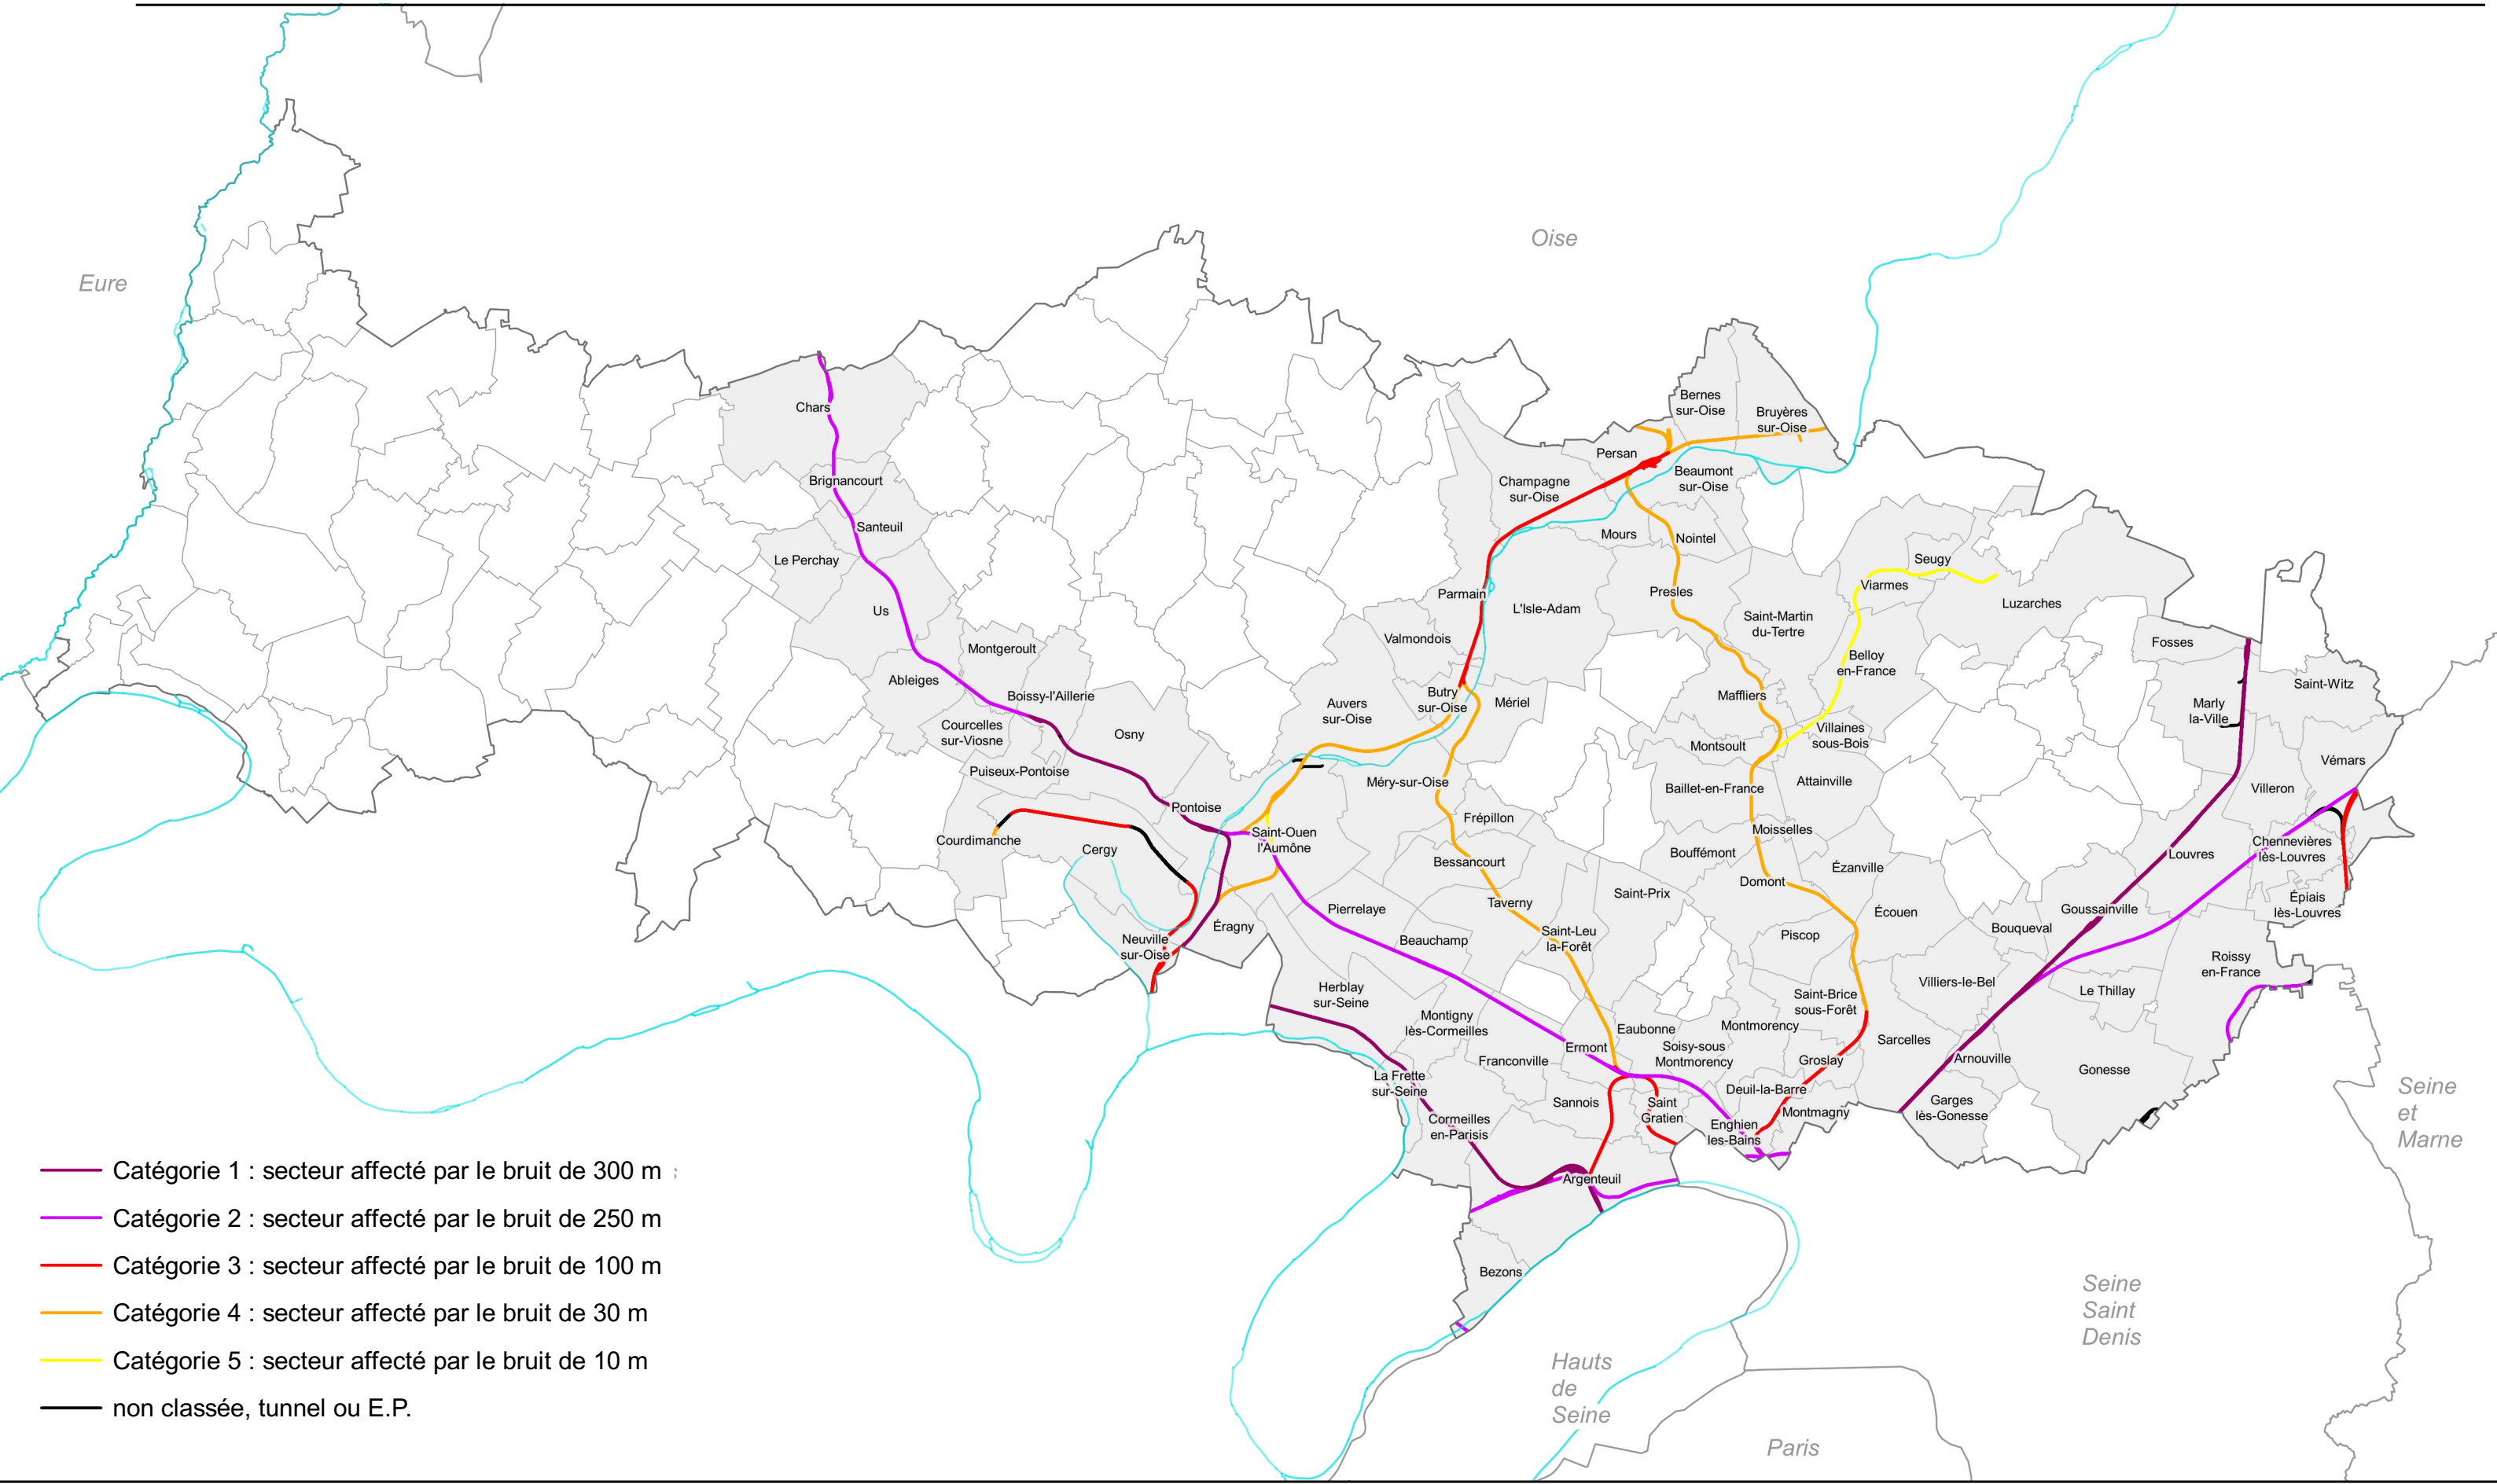 Oise
Eure
Bernes
sur-Oise
Bruyères
sur-Oise
Chars
Persan
Beaumont
sur-Oise
Brignancourt
Champagne
sur-Oise
Santeuil
Mours
Nointel
Le Perchay
Seugy
Viarmes
Parmain
Presles
L'Isle-Adam
Luzarches
Us
Saint-Martin
du-Tertre
Valmondois
Fosses
Montgeroult
Belloy
en-France
Ableiges
Saint-Witz
Boissy-l'Aillerie
Maffliers
Butry
sur-Oise
Mériel
Auvers
sur-Oise
Marly
la-Ville
Courcelles
sur-Viosne
Osny
Villaines
sous-Bois
Montsoult
Vémars
Puiseux-Pontoise
Méry-sur-Oise
Attainville
Baillet-en-France
Villeron
Pontoise
Frépillon
Moisselles
Saint-Ouen
l'Aumône
Courdimanche
Chennevières
lès-Louvres
Cergy
Bouffémont
Louvres
Bessancourt
Ézanville
Domont
Saint-Prix
Épiais
lès-Louvres
Taverny
Pierrelaye
Goussainville
Écouen
Éragny
Bouqueval
Saint-Leu
la-Forêt
Piscop
Beauchamp
Neuville
sur-Oise
Roissy
en-France
Villiers-le-Bel
Herblay
sur-Seine
Le Thillay
Saint-Brice
sous-Forêt
Montigny
lès-Cormeilles
Eaubonne
Montmorency
Sarcelles
Ermont
Soisy-sous
Montmorency
Franconville
Groslay
Arnouville
Gonesse
La Frette
sur-Seine
Deuil-la-Barre
Seine
et
Marne
Sannois
Saint
Gratien
Garges
lès-Gonesse
Montmagny
Cormeilles
en-Parisis
Enghien
les-Bains
Argenteuil
Bezons
Seine
Saint
Denis
Hauts
de
Seine
Paris
Catégorie 1 : secteur affecté par le bruit de 300 m
Catégorie 2 : secteur affecté par le bruit de 250 m
Catégorie 3 : secteur affecté par le bruit de 100 m
Catégorie 4 : secteur affecté par le bruit de 30 m
Catégorie 5 : secteur affecté par le bruit de 10 m
non classée, tunnel ou E.P.